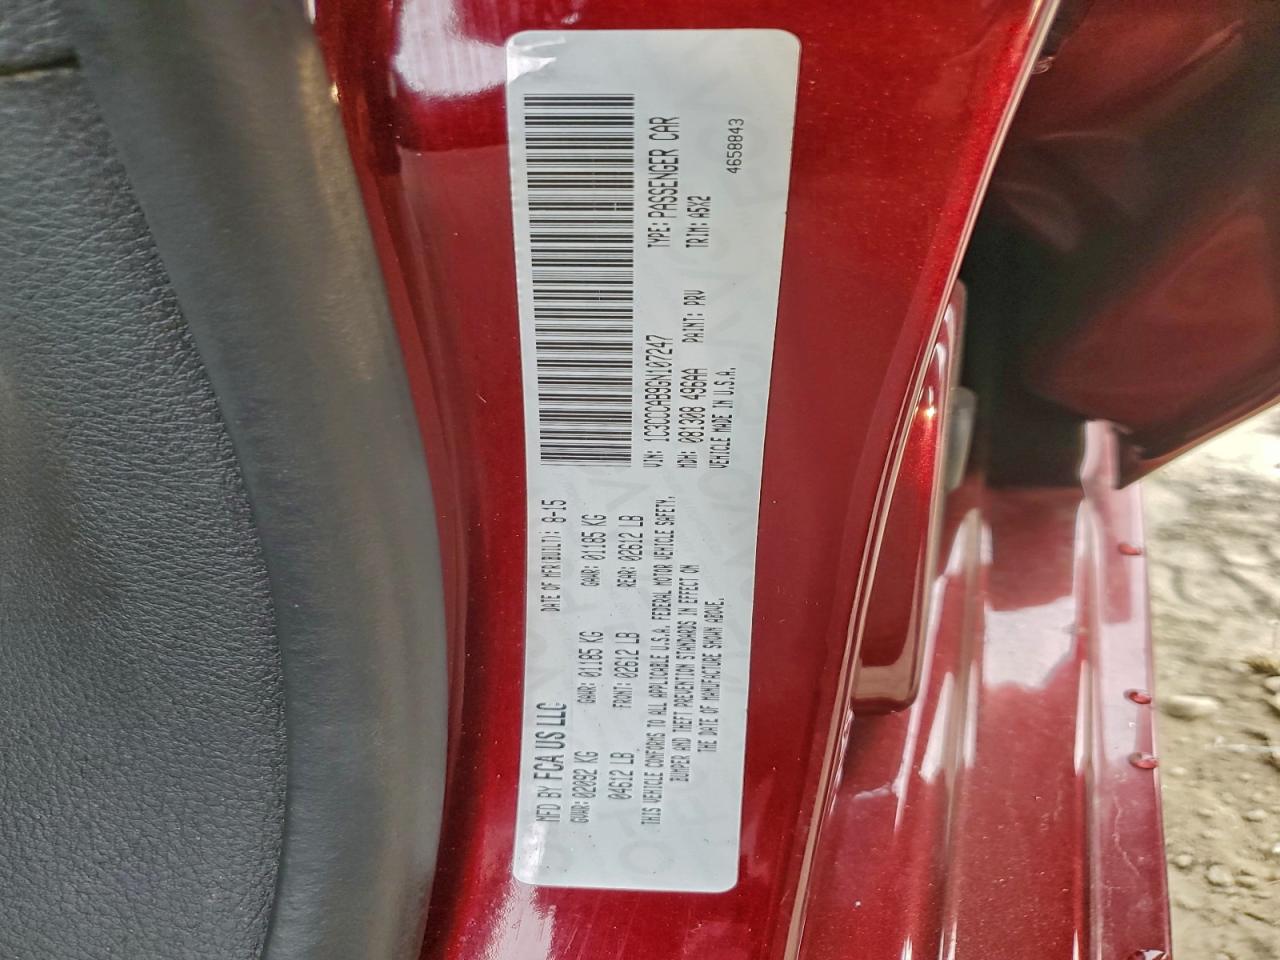 MFD BY FCA US LLC DATE OF MFR(BUILT): 8-15
GVWR: 02092 KG GAWR: 01185 KG GAWR: 01185 KG
04612 LB FRONT: 02612 LB REAR: 02612 LB
THIS VEHICLE CONFORMS TO ALL APPLICABLE U.S.A. FEDERAL MOTOR VEHICLE SAFETY,
BUMPER AND THEFT PREVENTION STANDARDS IN EFFECT ON
THE DATE OF MANUFACTURE SHOWN ABOVE.
VIN: 1C3CCCAB9GN107247 TYPE: PASSENGER CAR
MDH: 081308 496AA PAINT: PRV TRIM: A5X2
VEHICLE MADE IN U.S.A. 4658843